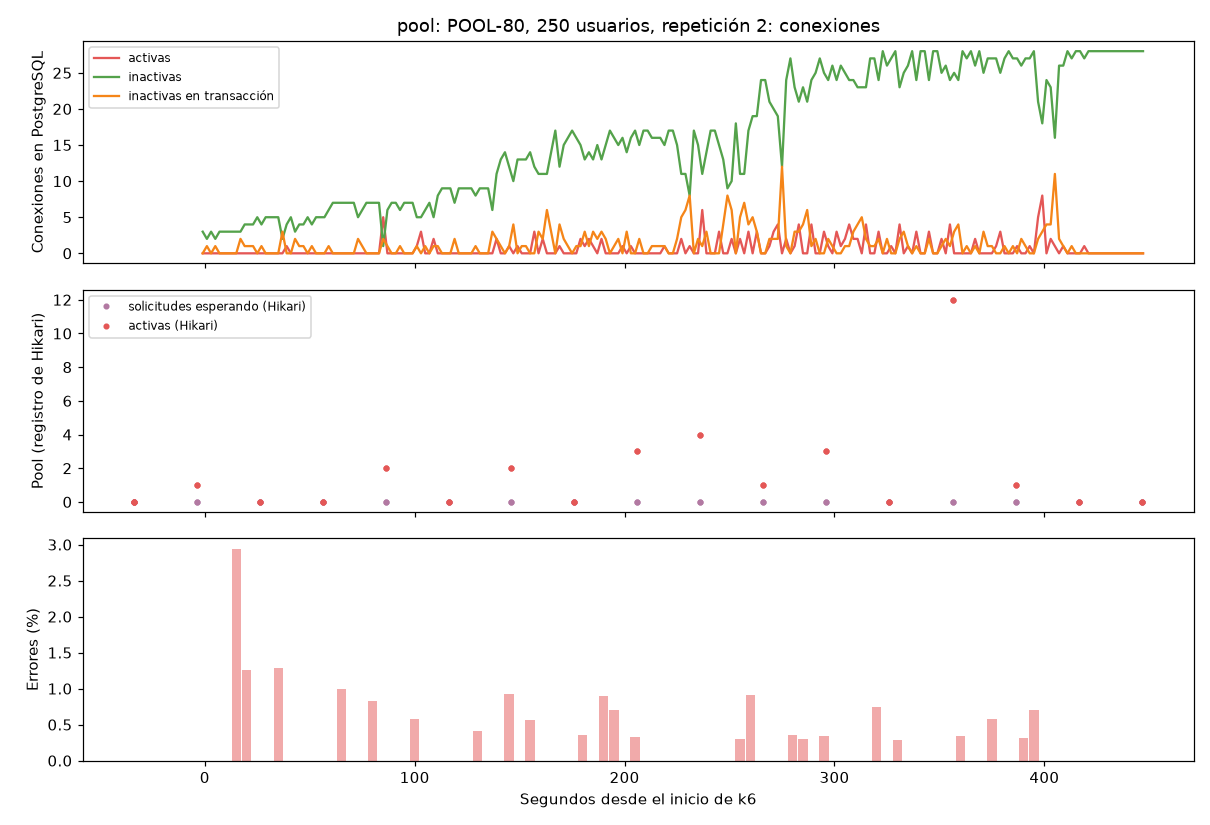 pool: POOL-80, 250 usuarios, repetición 2: conexiones
Conexiones en PostgreSQL
activas
inactivas
inactivas en transacción
25
20
15
10
5
0
Pool (registro de Hikari)
solicitudes esperando (Hikari)
activas (Hikari)
12
10
8
6
4
2
0
Errores (%)
3.0
2.5
2.0
1.5
1.0
0.5
0.0
0 100 200 300 400
Segundos desde el inicio de k6